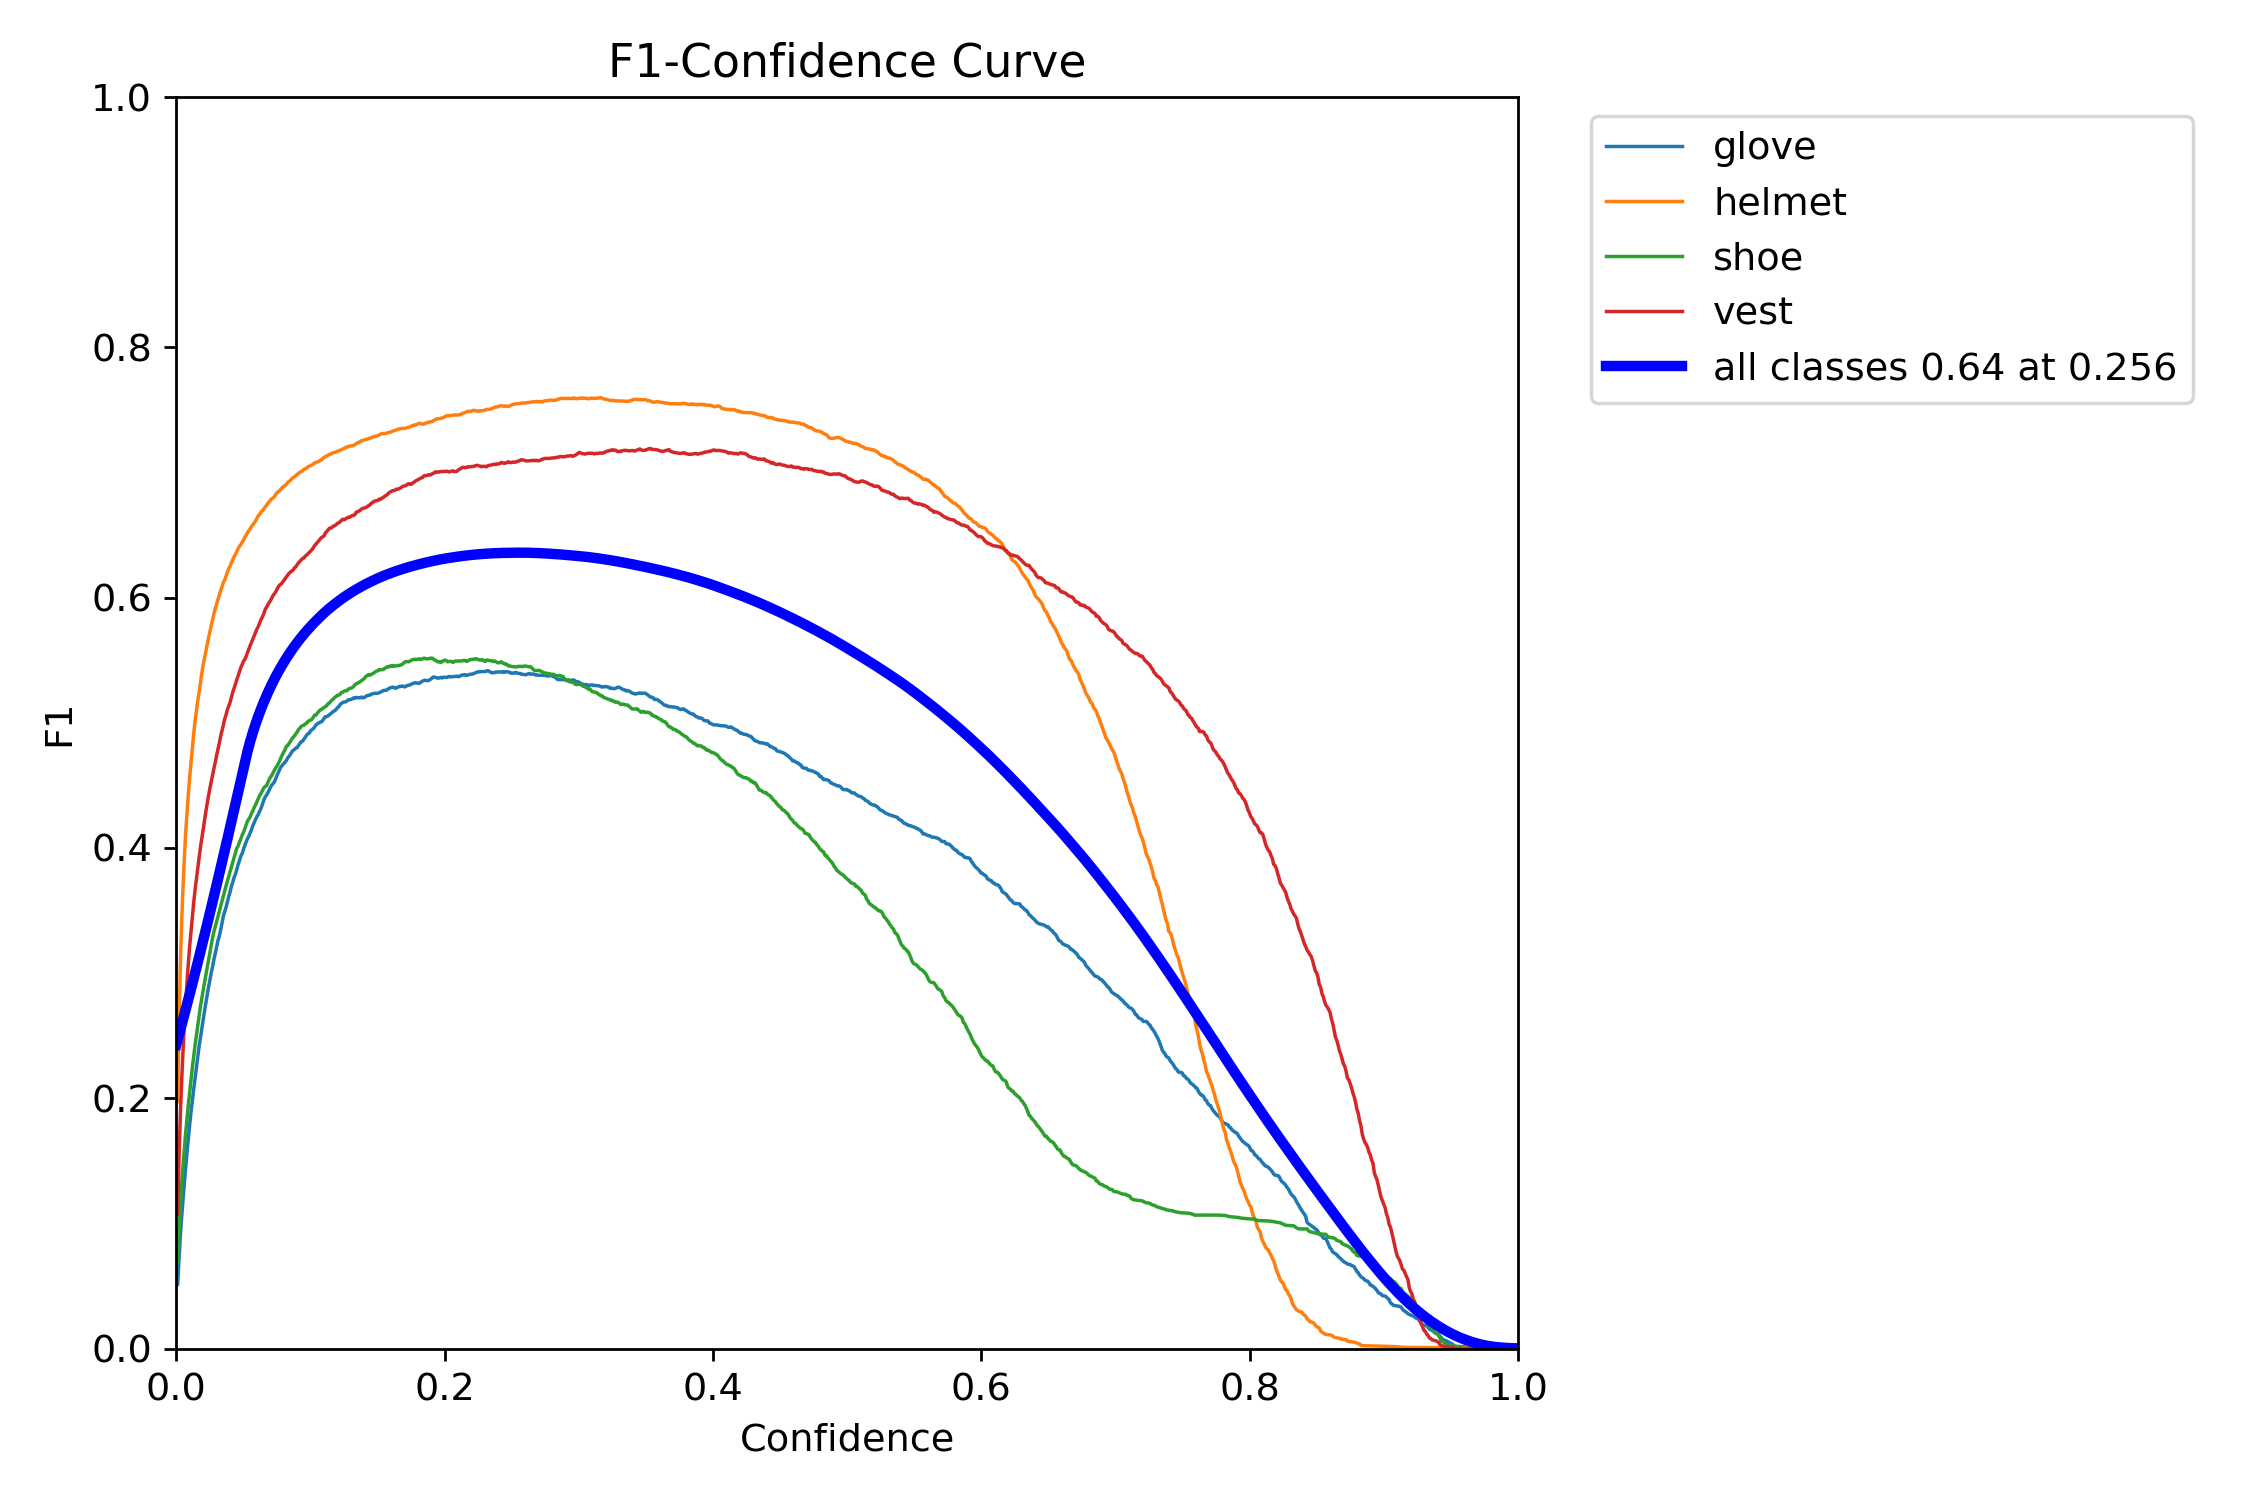 F1-Confidence Curve
1.0
0.8
0.6
0.4
0.2
0.0
F1
0.0 0.2 0.4 0.6 0.8 1.0
Confidence
glove
helmet
shoe
vest
all classes 0.64 at 0.256